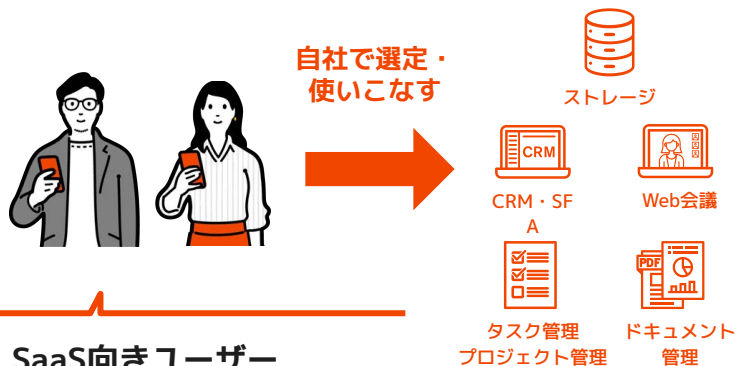 自社で選定・
使いこなす
ストレージ
CRM
CRM・SF
A
Web会議
タスク管理
プロジェクト管理
PDF
ドキュメント
管理
SaaS向きユーザー